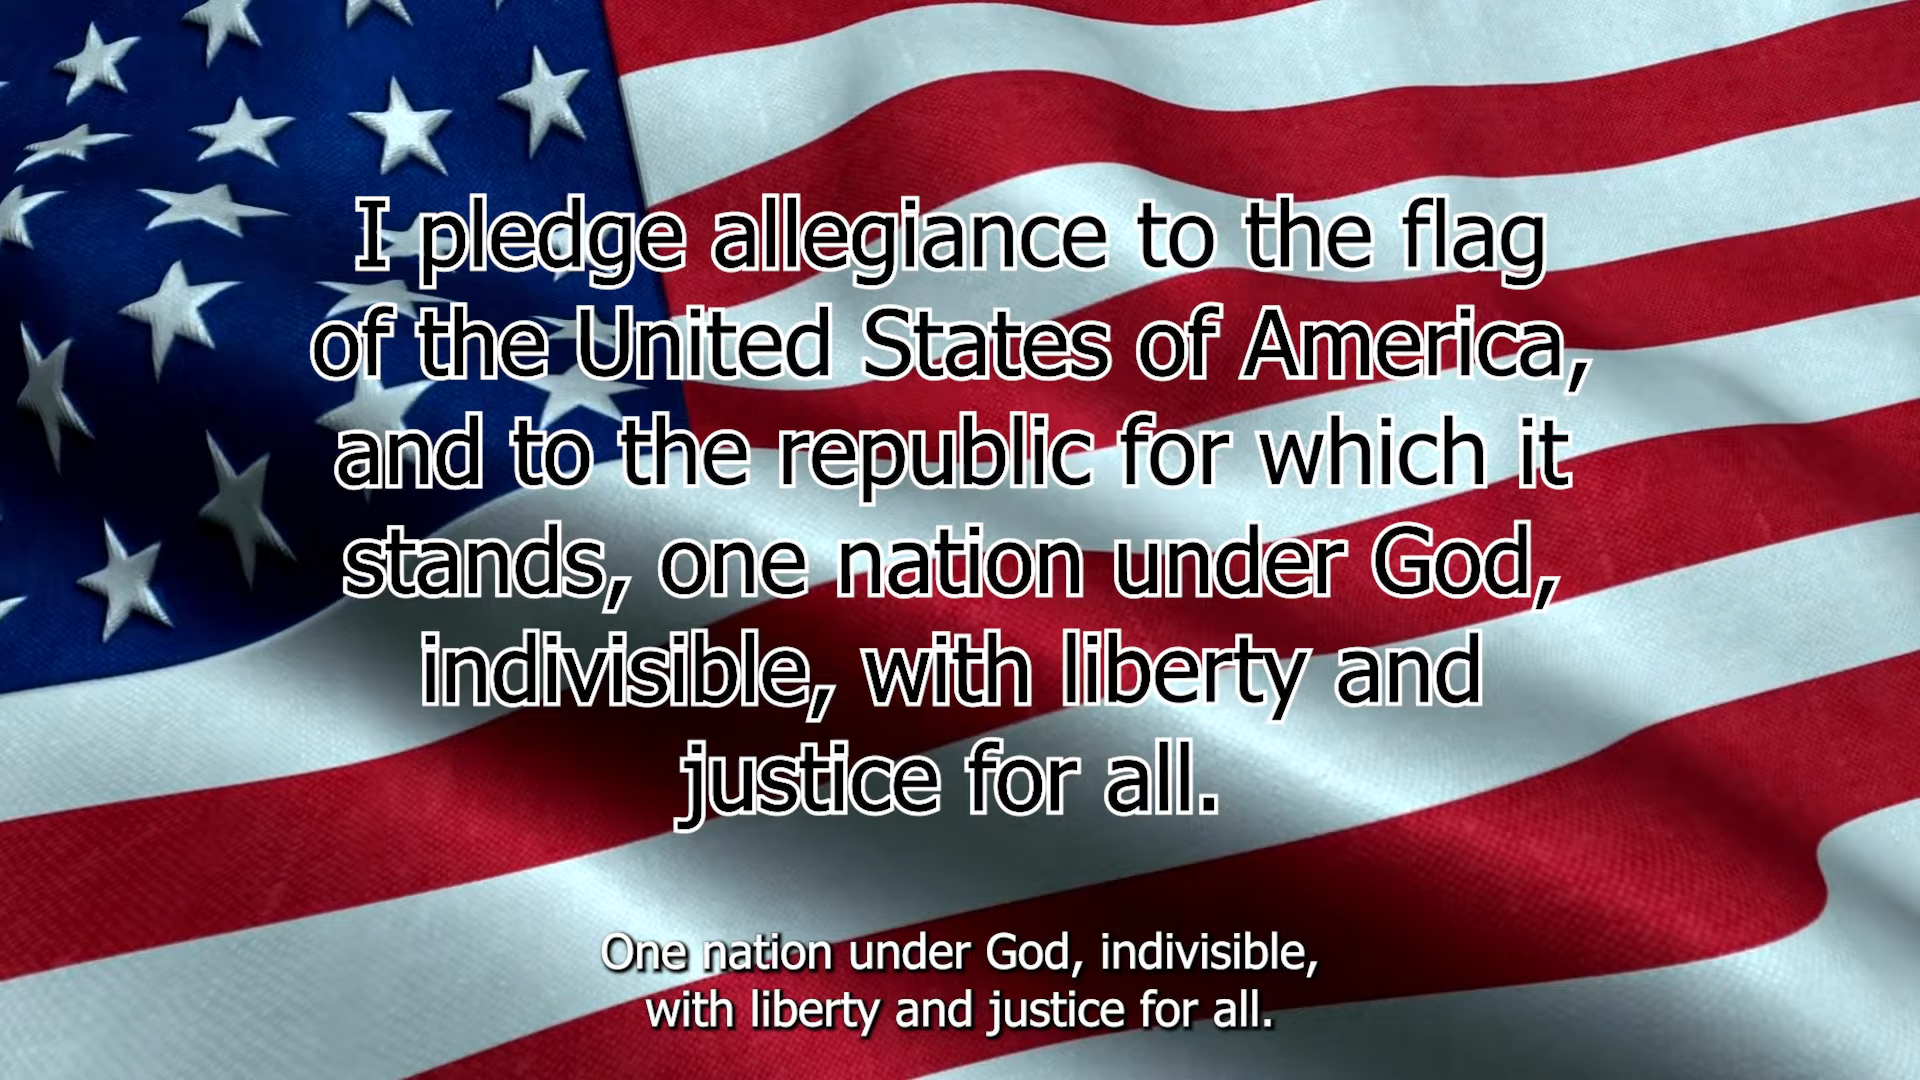 I pledge allegiance to the flag
of the United States of America,
and to the republic for which it
stands, one nation under God,
indivisible, with liberty and
justice for all.
One nation under God, indivisible,
with liberty and justice for all.